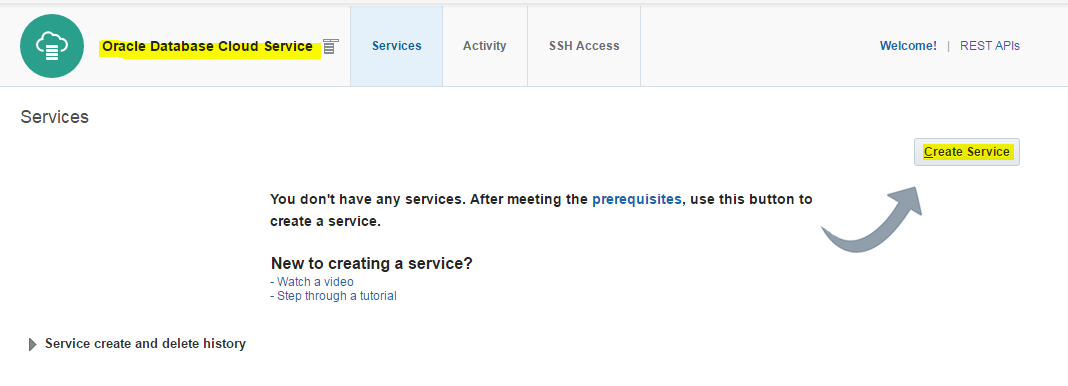 Oracle Database Cloud Service
Services
Activity
SSH Access
Welcome! | REST APIs
Services
Create Service
You don't have any services. After meeting the prerequisites, use this button to
create a service.
New to creating a service?
- Watch a video
- Step through a tutorial
Service create and delete history